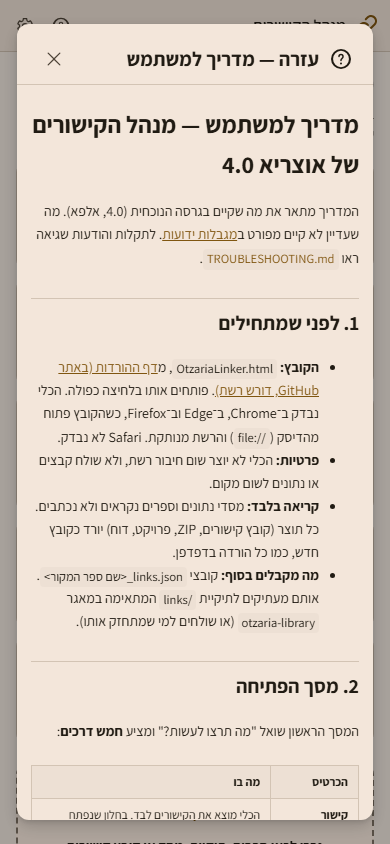 מנהל הקישורים
עזרה — מדריך למשתמש
מדריך למשתמש — מנהל הקישורים
של אוצריא 4.0
המדריך מתאר את מה שקיים בגרסה הנוכחית (4.0, אלפא). מה
שעדיין לא קיים מפורט במגבלות ידועות. לתקלות והודעות שגיאה
ראו TROUBLESHOOTING.md.
1. לפני שמתחילים
הקובץ: OtzariaLinker.html, מדף ההורדות (באתר
GitHub, דורש רשת). פותחים אותו בלחיצה כפולה. הכלי
נבדק ב־Chrome, ב־Edge וב־Firefox, כשהקובץ פתוח
מהדיסק (file://) והרשת מנותקת. Safari לא נבדק.
פרטיות: הכלי לא יוצר שום חיבור רשת, ולא שולח קבצים
או נתונים לשום מקום.
קריאה בלבד: מסדי נתונים וספרים נקראים ולא נכתבים.
כל תוצר (קובץ קישורים, ZIP, פרויקט, דוח) יורד כקובץ
חדש, כמו כל הורדה בדפדפן.
מה מקבלים בסוף: קובצי <שם ספר המקור>_links.json.
אותם מעתיקים לתיקיית links/ המתאימה במאגר
otzaria-library (או שולחים למי שמתחזק אותו).
2. מסך הפתיחה
המסך הראשון שואל "מה תרצו לעשות?" ומציע חמש דרכים:
הכרטיס מה בו
קישור הכלי מוצא את הקישורים לבד. בחלון שנפתח